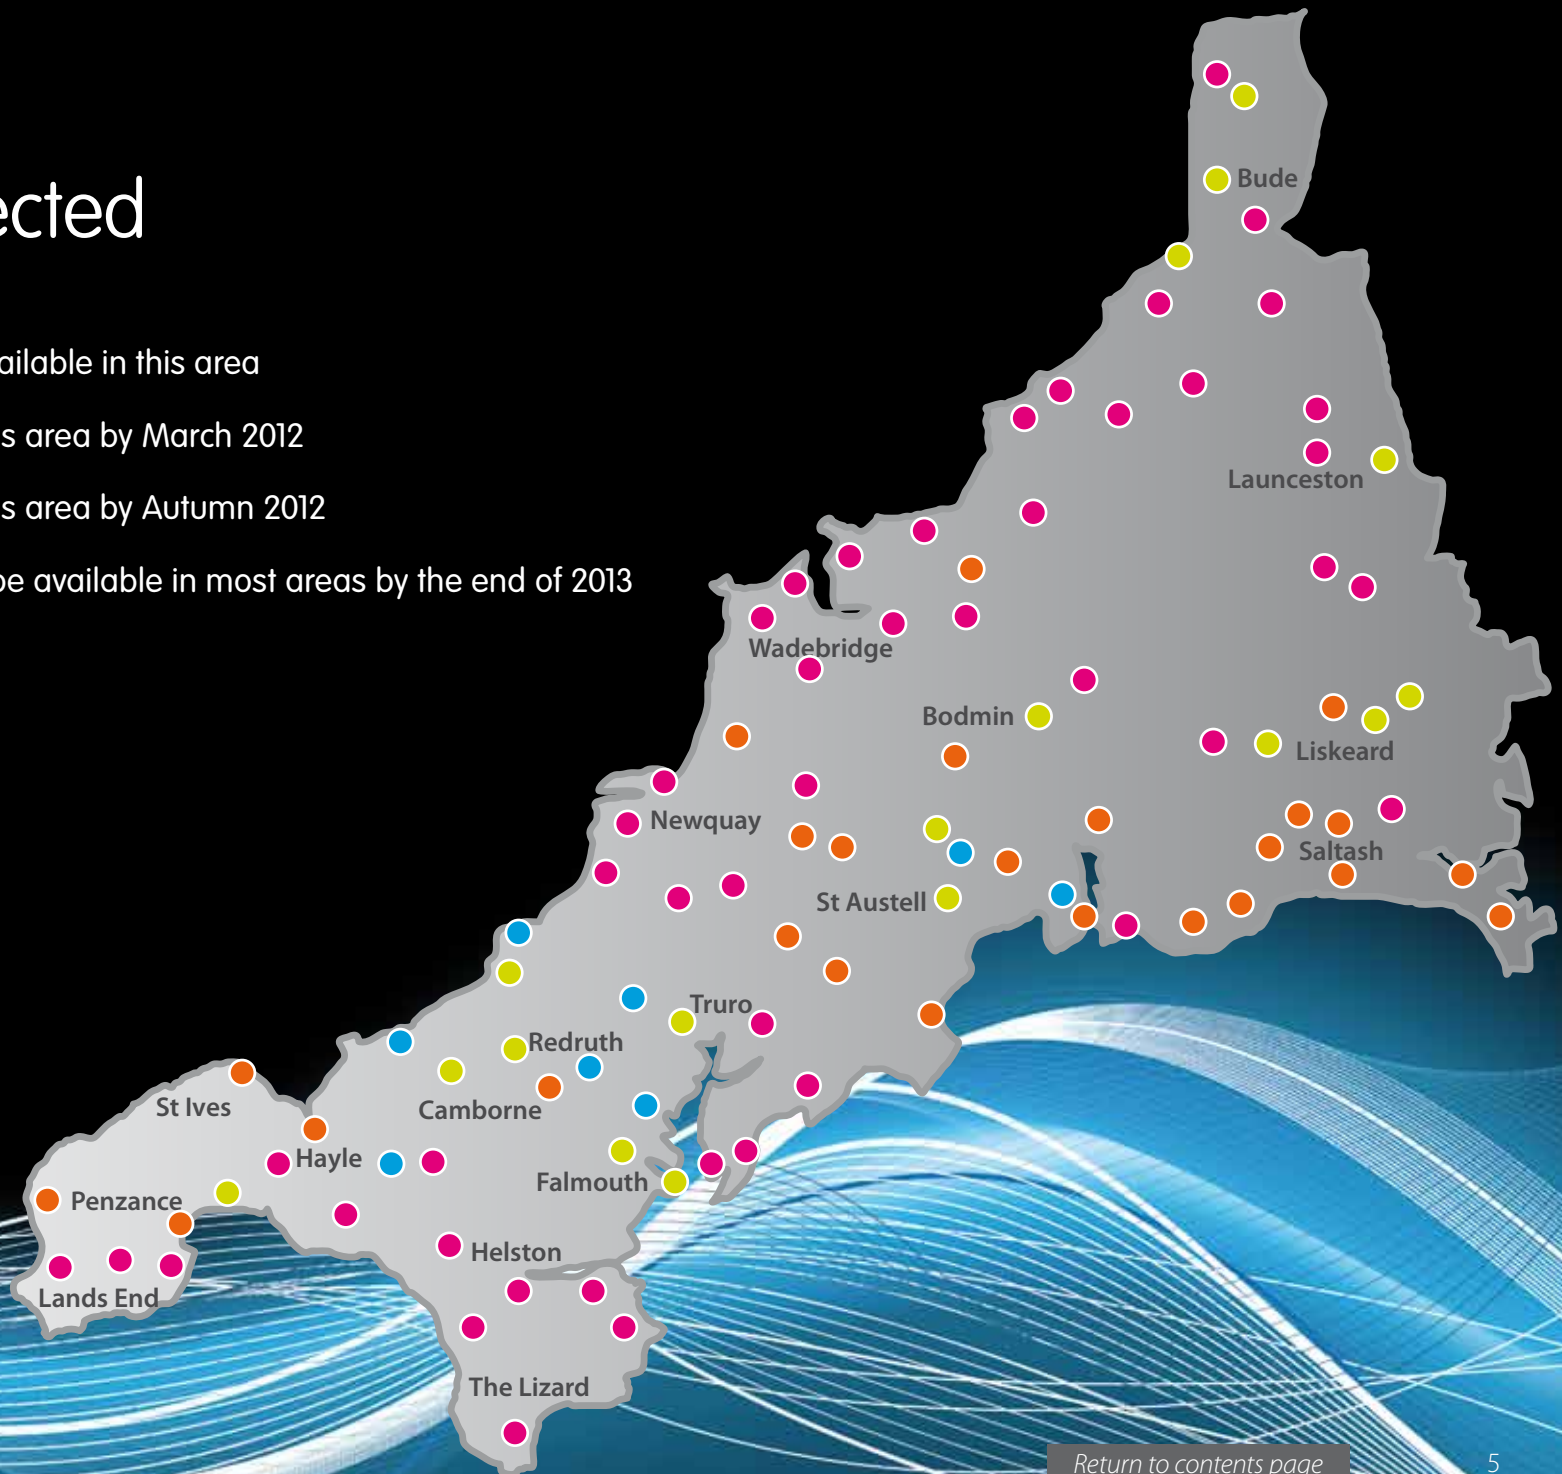 ected
ailable in this area
s area by March 2012
s area by Autumn 2012
be available in most areas by the end of 2013
Bude
Launceston
Wadebridge
Bodmin
Liskeard
Newquay
Saltash
St Austell
Truro
Redruth
St Ives
Camborne
Hayle
Falmouth
Penzance
Helston
Lands End
The Lizard
Return to contents page
5